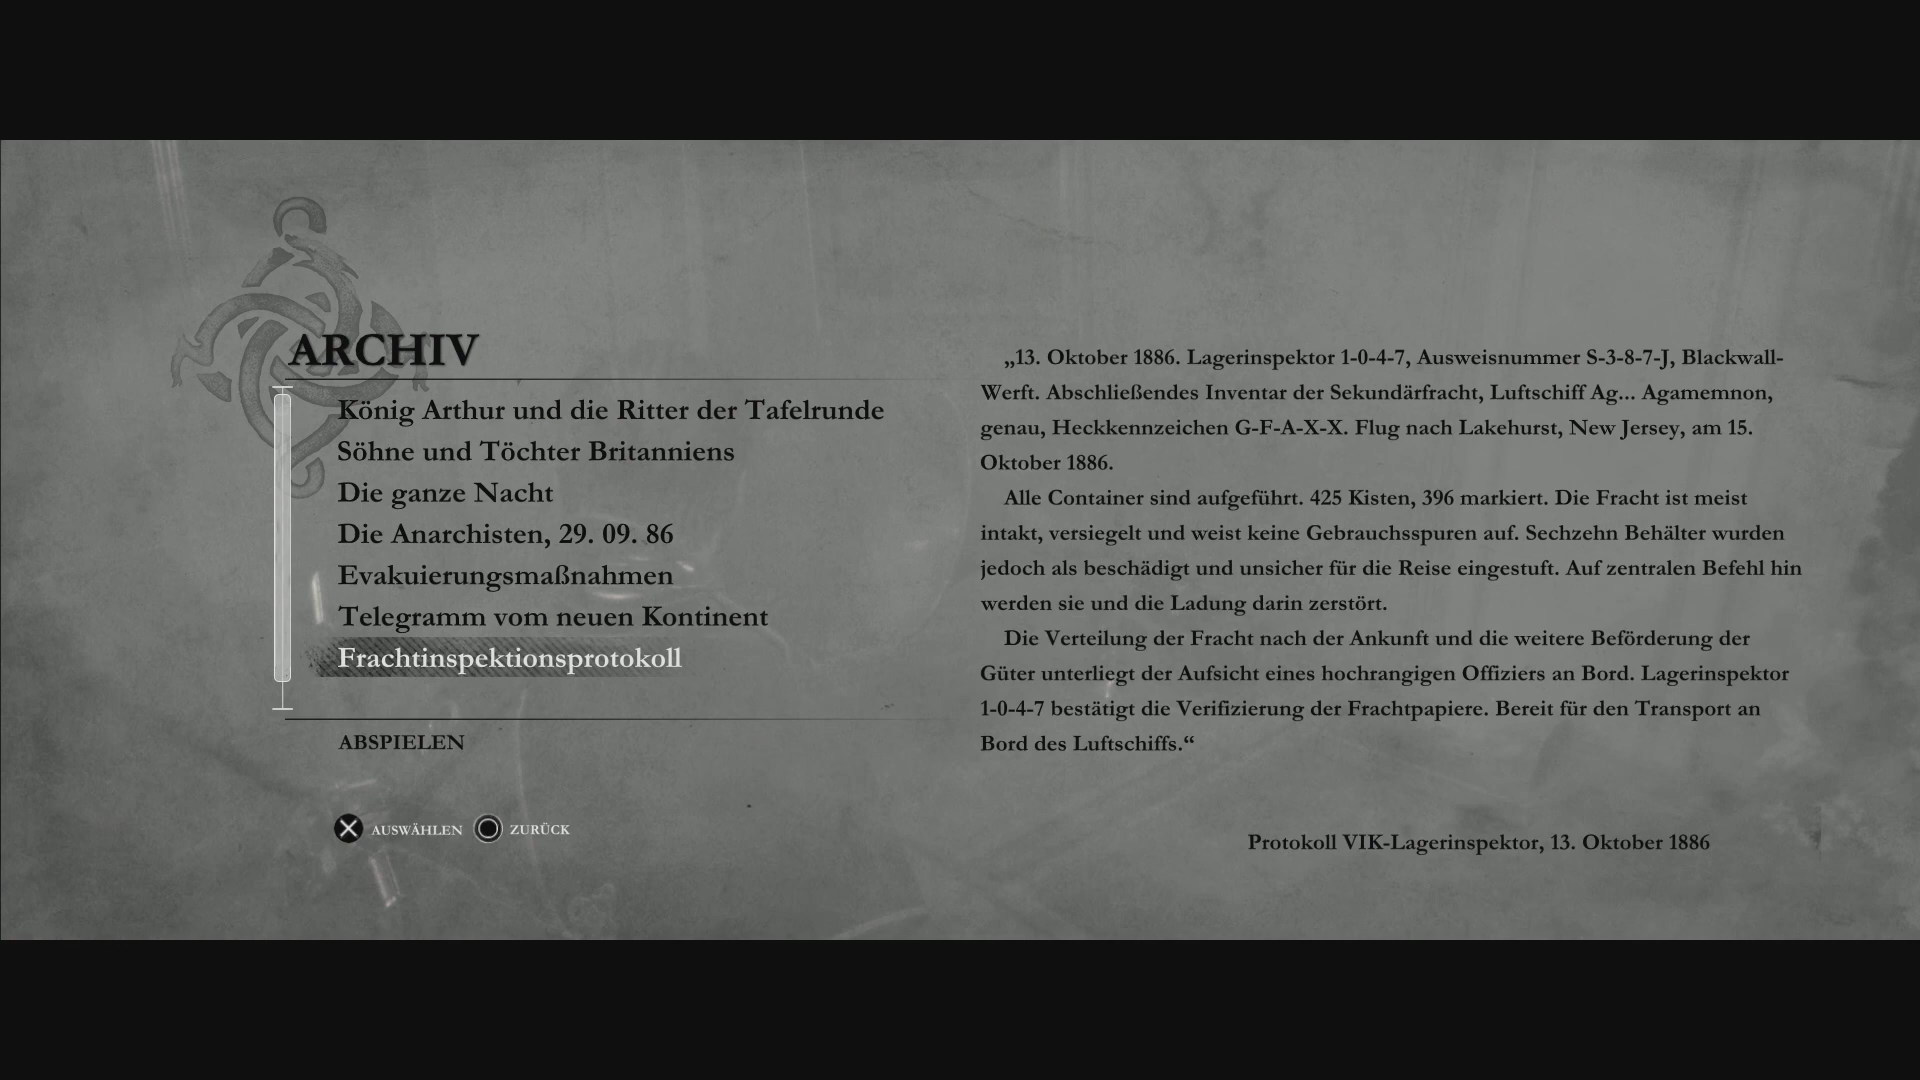 ARCHIV
König Arthur und die Ritter der Tafelrunde
Söhne und Töchter Britanniens
Die ganze Nacht
Die Anarchisten, 29. 09. 86
Evakuierungsmaßnahmen
Telegramm vom neuen Kontinent
Frachtinspektionsprotokoll
ABSPIELEN
AUSWÄHLEN ZURÜCK
„13. Oktober 1886. Lagerinspektor 1-0-4-7, Ausweisnummer S-3-8-7-J, Blackwall-
Werft. Abschließendes Inventar der Sekundärfracht, Luftschiff Ag... Agamemnon,
genau, Heckkennzeichen G-F-A-X-X. Flug nach Lakehurst, New Jersey, am 15.
Oktober 1886.
Alle Container sind aufgeführt. 425 Kisten, 396 markiert. Die Fracht ist meist
intakt, versiegelt und weist keine Gebrauchsspuren auf. Sechzehn Behälter wurden
jedoch als beschädigt und unsicher für die Reise eingestuft. Auf zentralen Befehl hin
werden sie und die Ladung darin zerstört.
Die Verteilung der Fracht nach der Ankunft und die weitere Beförderung der
Güter unterliegt der Aufsicht eines hochrangigen Offiziers an Bord. Lagerinspektor
1-0-4-7 bestätigt die Verifizierung der Frachtpapiere. Bereit für den Transport an
Bord des Luftschiffs.“
Protokoll VIK-Lagerinspektor, 13. Oktober 1886